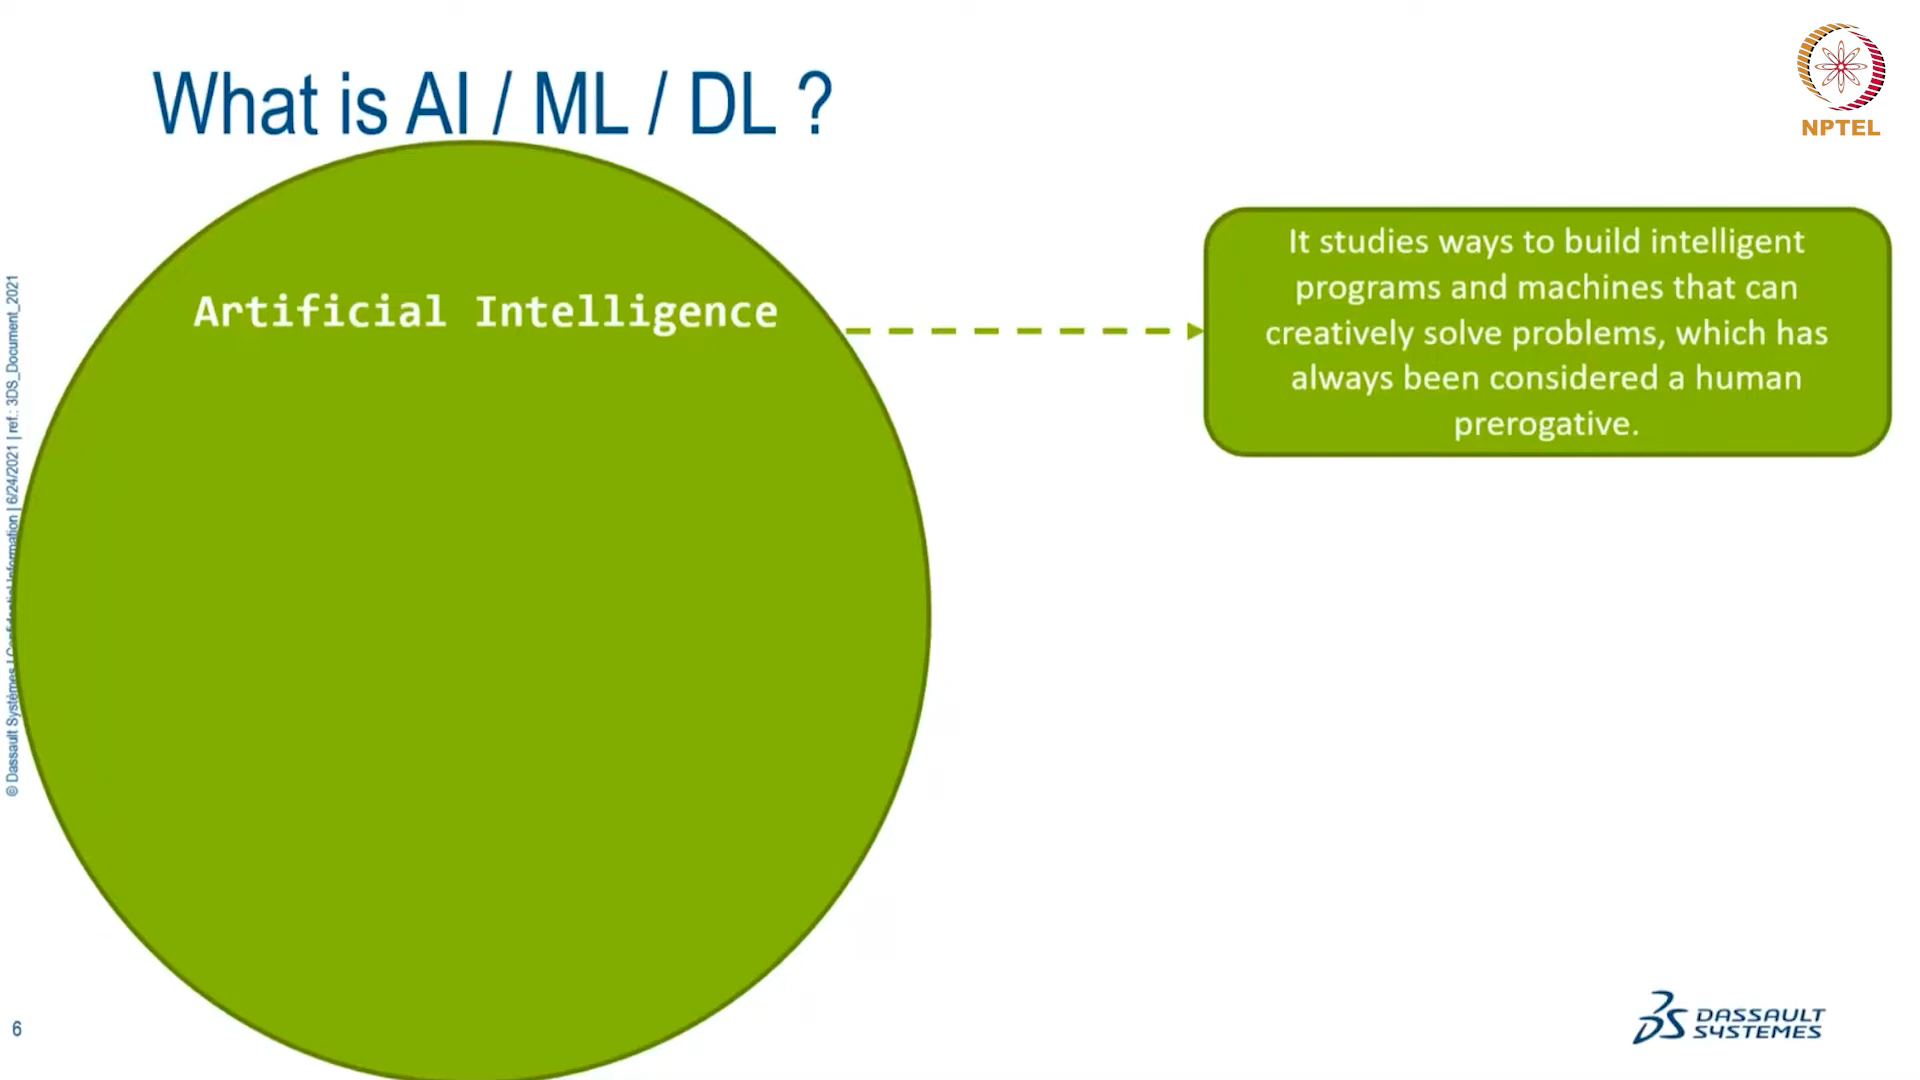 What is AI / ML / DL ?
NPTEL
Artificial Intelligence
It studies ways to build intelligent
programs and machines that can
creatively solve problems, which has
always been considered a human
prerogative.
© Dassault Systèmes | Confidential Information | 6/24/2021 | ref.: 3DS_Document_2021
6
DASSAULT
SYSTEMES